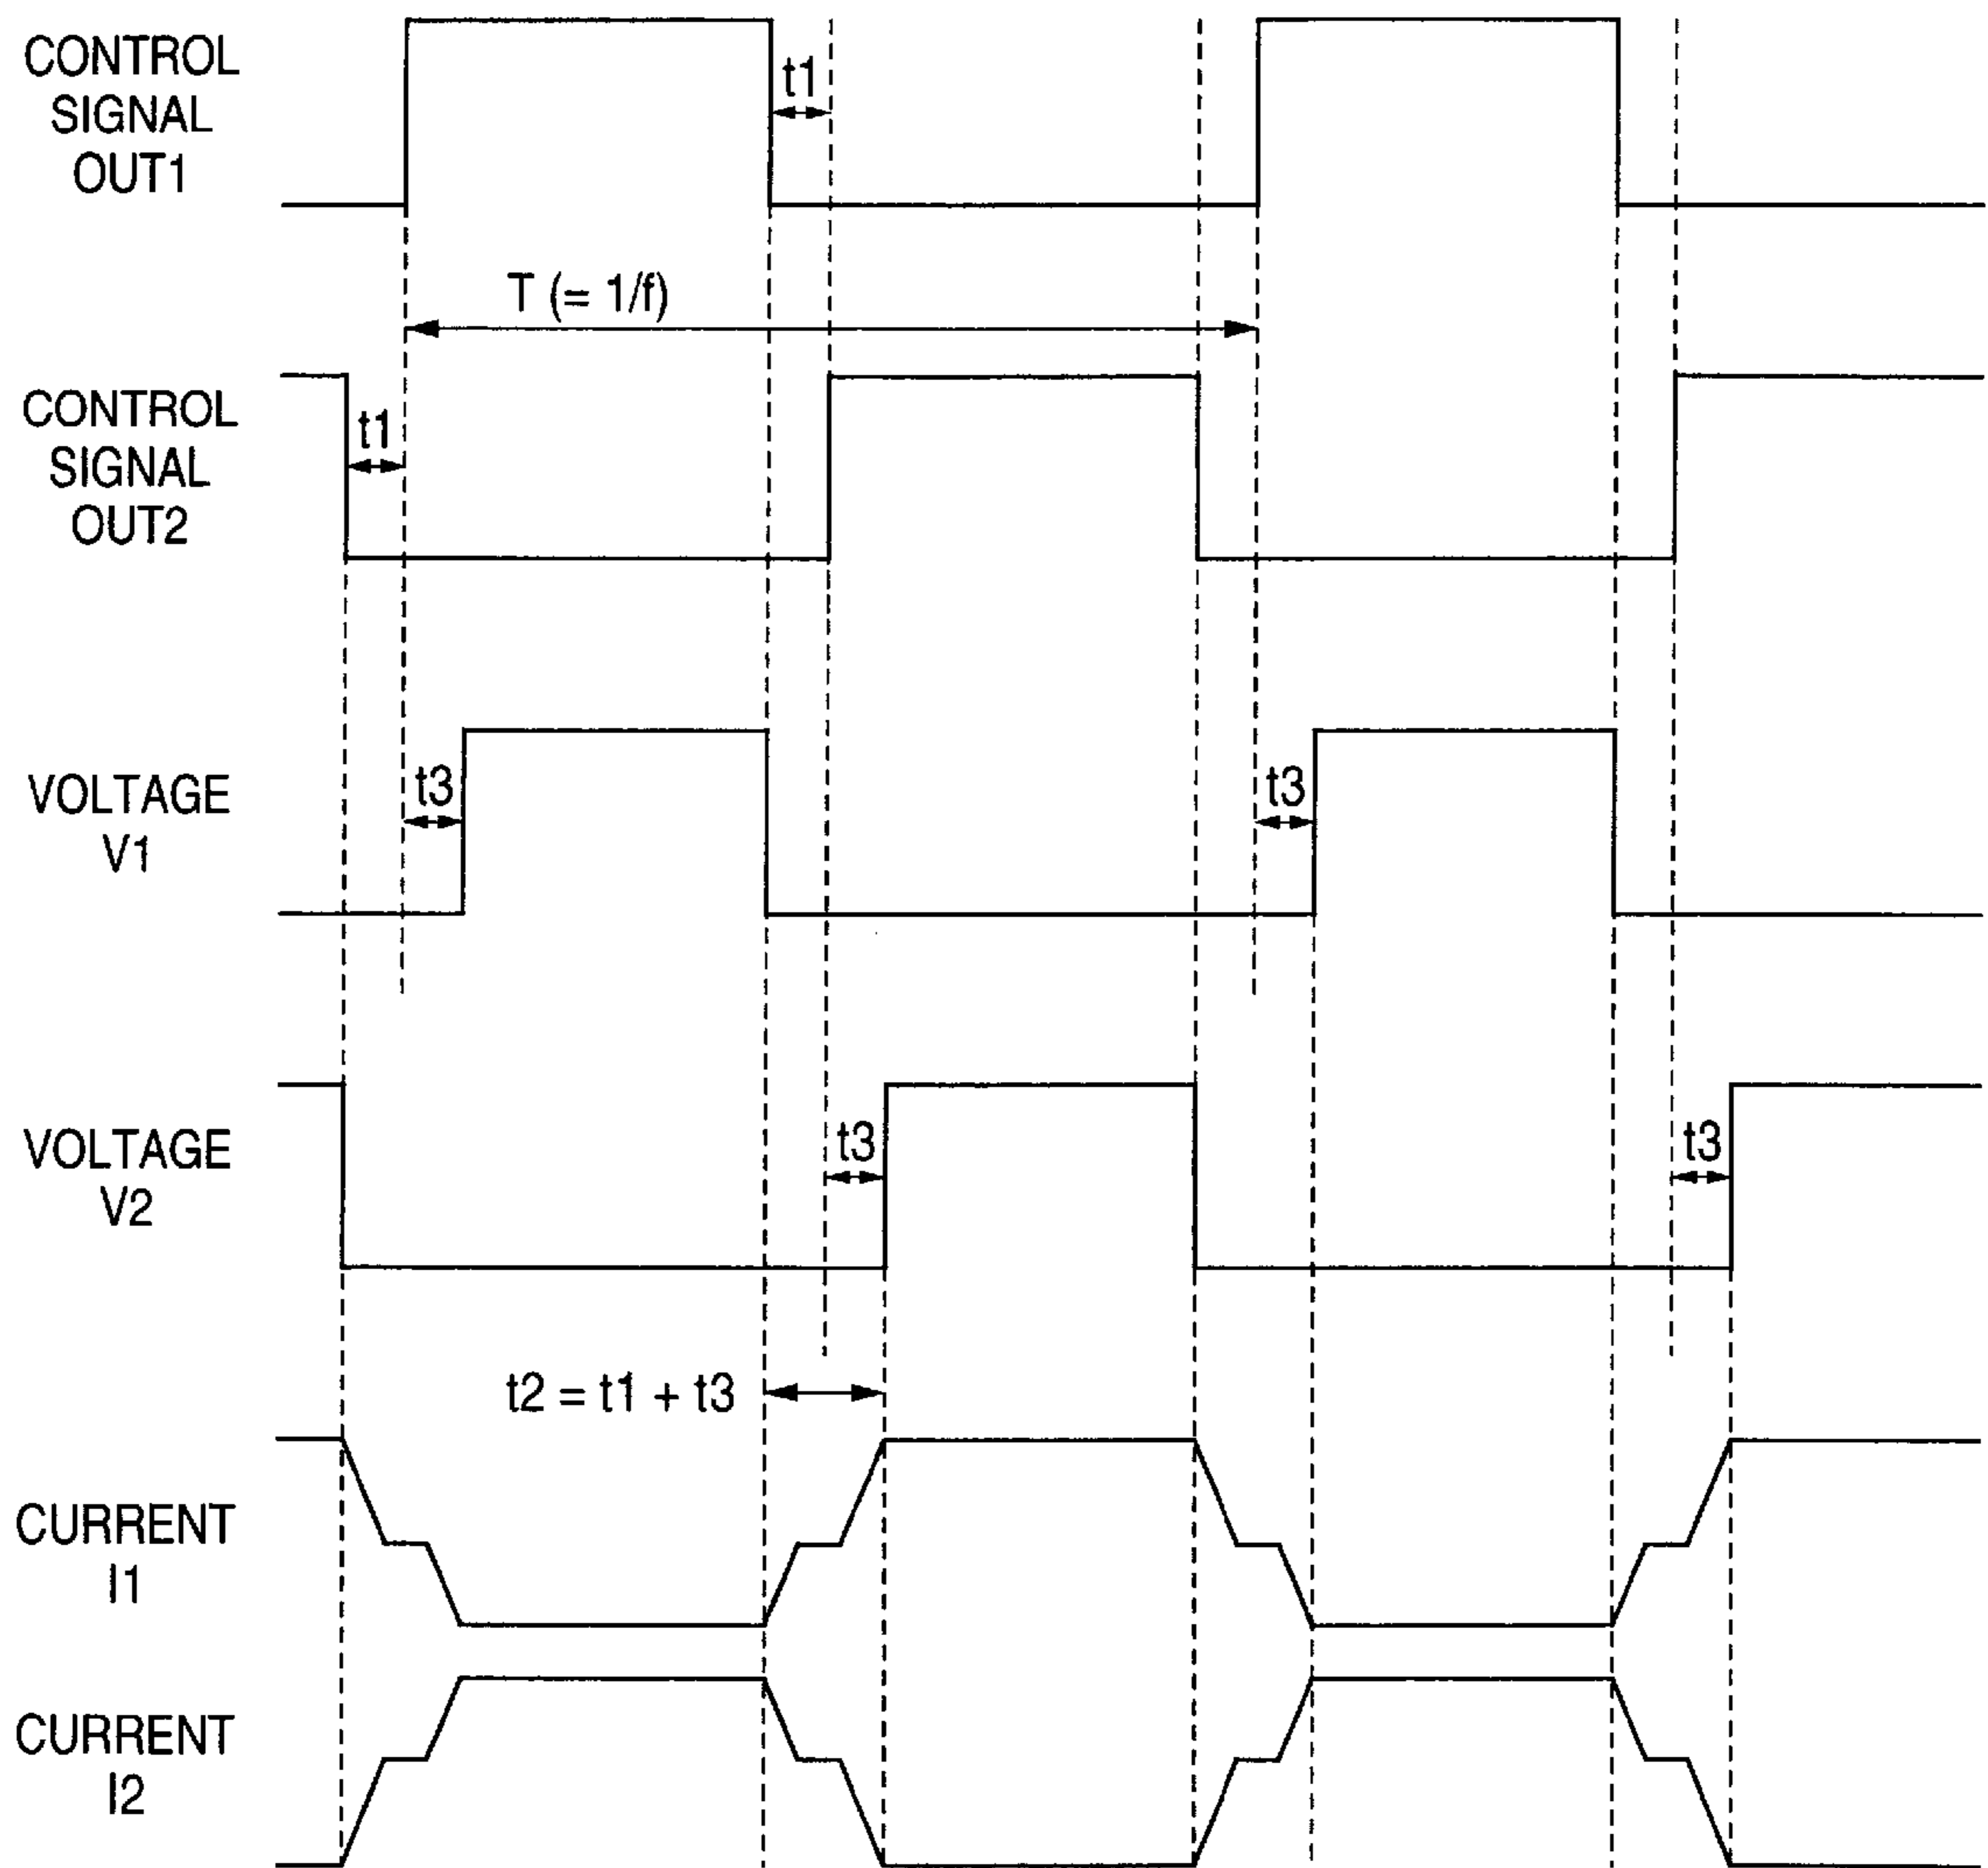 CONTROL
SIGNAL
OUT1
t1
T (= 1/f)
CONTROL
SIGNAL
OUT2
t1
VOLTAGE
V1
t3
t3
VOLTAGE
V2
t3
t3
t2 = t1 + t3
CURRENT
I1
CURRENT
I2